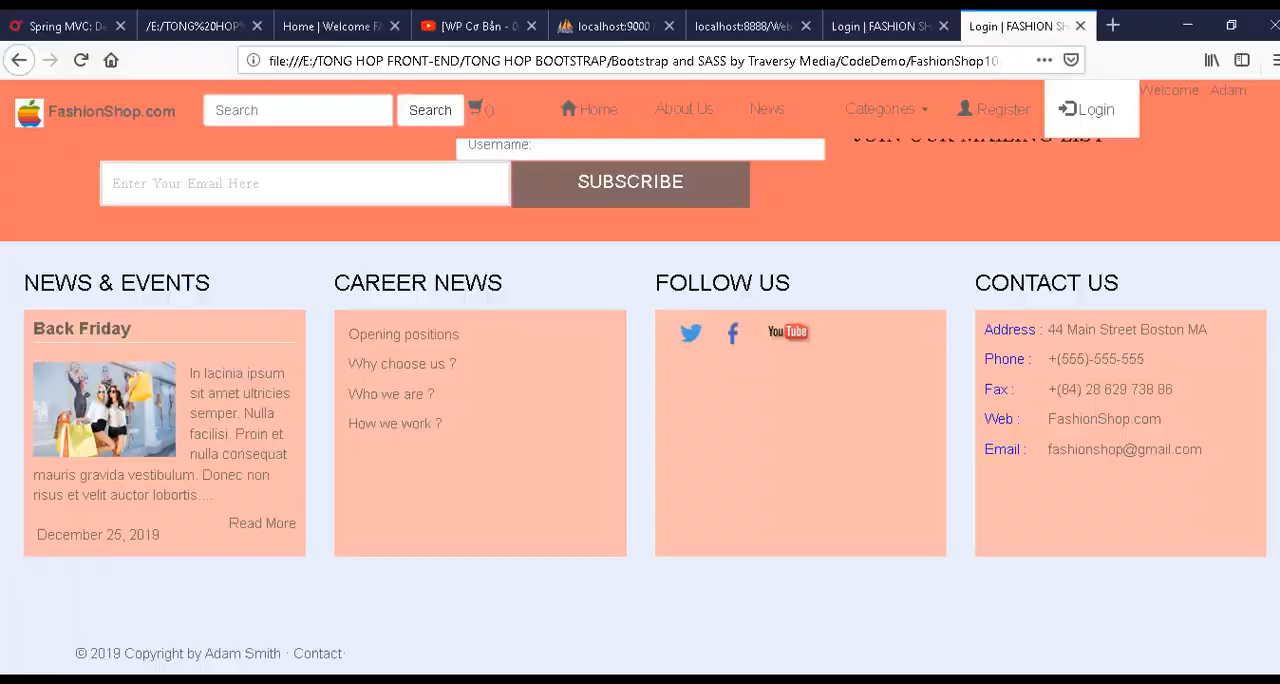 Spring MVC: De
/E:/TONG%20HOP
Home | Welcome FA
[WP Cơ Bản - 
localhost:9000
localhost:8888/Web
Login | FASHION SH
Login | FASHION SH
file:///E:/TONG HOP FRONT-END/TONG HOP BOOTSTRAP/Bootstrap and SASS by Traversy Media/CodeDemo/FashionShop10
FashionShop.com
Search
Search
0
Home
About Us
News
Categories
Register
Login
Welcome Adam
Username:
JOIN OUR MAILING LIST
Enter Your Email Here
SUBSCRIBE
NEWS & EVENTS
Back Friday
In lacinia ipsum
sit amet ultricies
semper. Nulla
facilisi. Proin et
nulla consequat
mauris gravida vestibulum. Donec non
risus et velit auctor lobortis....
Read More
December 25, 2019
CAREER NEWS
Opening positions
Why choose us ?
Who we are ?
How we work ?
FOLLOW US
You Tube
CONTACT US
Address : 44 Main Street Boston MA
Phone : +(555)-555-555
Fax : +(84) 28 629 738 86
Web : FashionShop.com
Email : fashionshop@gmail.com
© 2019 Copyright by Adam Smith · Contact·